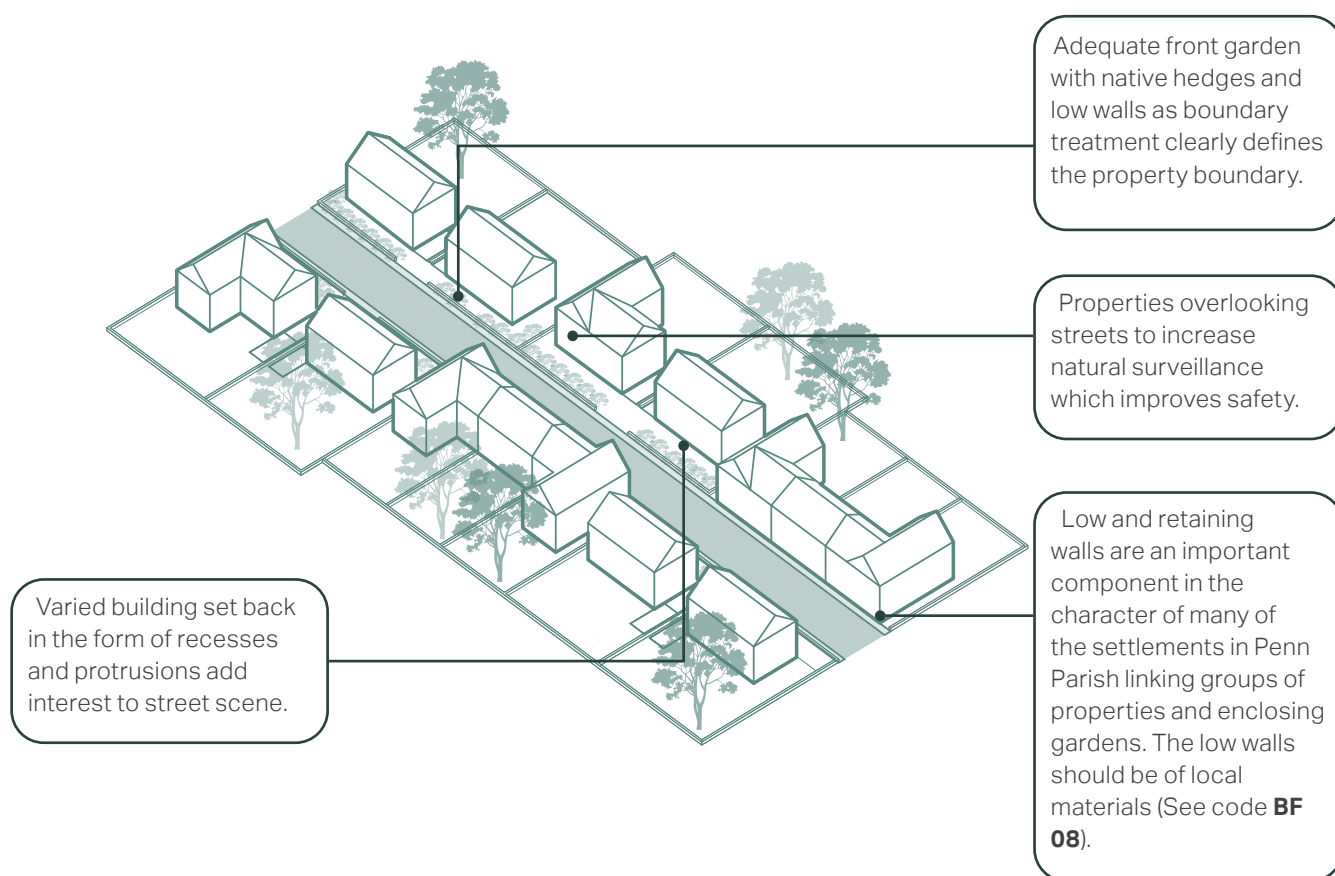 Adequate front garden
with native hedges and
low walls as boundary
treatment clearly defines
the property boundary.
Properties overlooking
streets to increase
natural surveillance
which improves safety.
Low and retaining
walls are an important
component in the
character of many of
the settlements in Penn
Parish linking groups of
properties and enclosing
gardens. The low walls
should be of local
materials (See code BF
08).
Varied building set back
in the form of recesses
and protrusions add
interest to street scene.